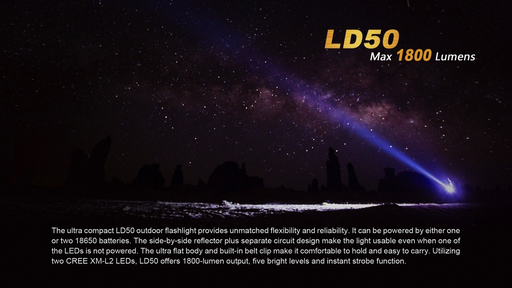 LD50
Max 1800 Lumens
The ultra compact LD50 outdoor flashlight provides unmatched flexibility and reliability. It can be powered by either one
or two 18650 batteries. The side-by-side reflector plus separate circuit design make the light usable even when one of
the LEDs is not powered. The ultra flat body and built-in belt clip make it comfortable to hold and easy to carry. Utilizing
two CREE XM-L2 LEDs, LD50 offers 1800-lumen output, five bright levels and instant strobe function.